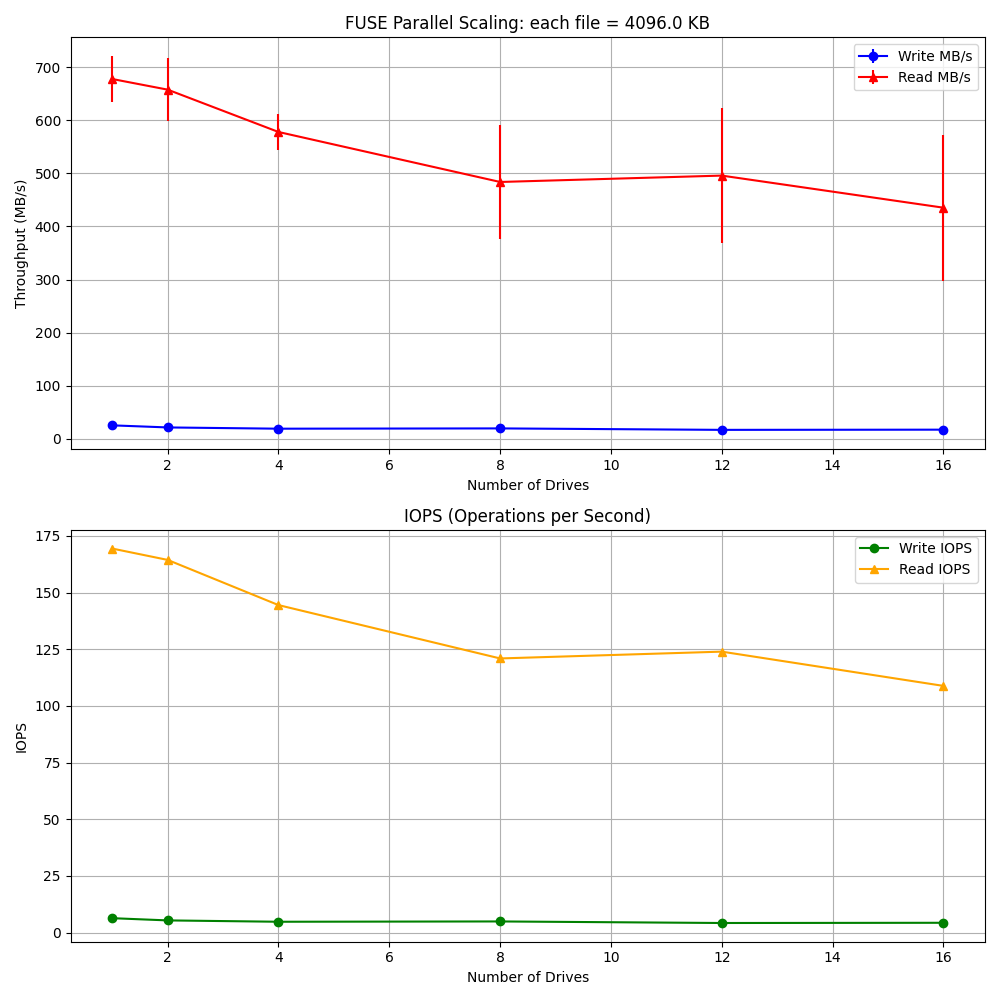 FUSE Parallel Scaling: each file = 4096.0 KB
Write MB/s
Read MB/s
700
600
500
400
300
200
100
0
Throughput (MB/s)
2 4 6 8 10 12 14 16
Number of Drives
IOPS (Operations per Second)
Write IOPS
Read IOPS
175
150
125
100
75
50
25
0
IOPS
2 4 6 8 10 12 14 16
Number of Drives